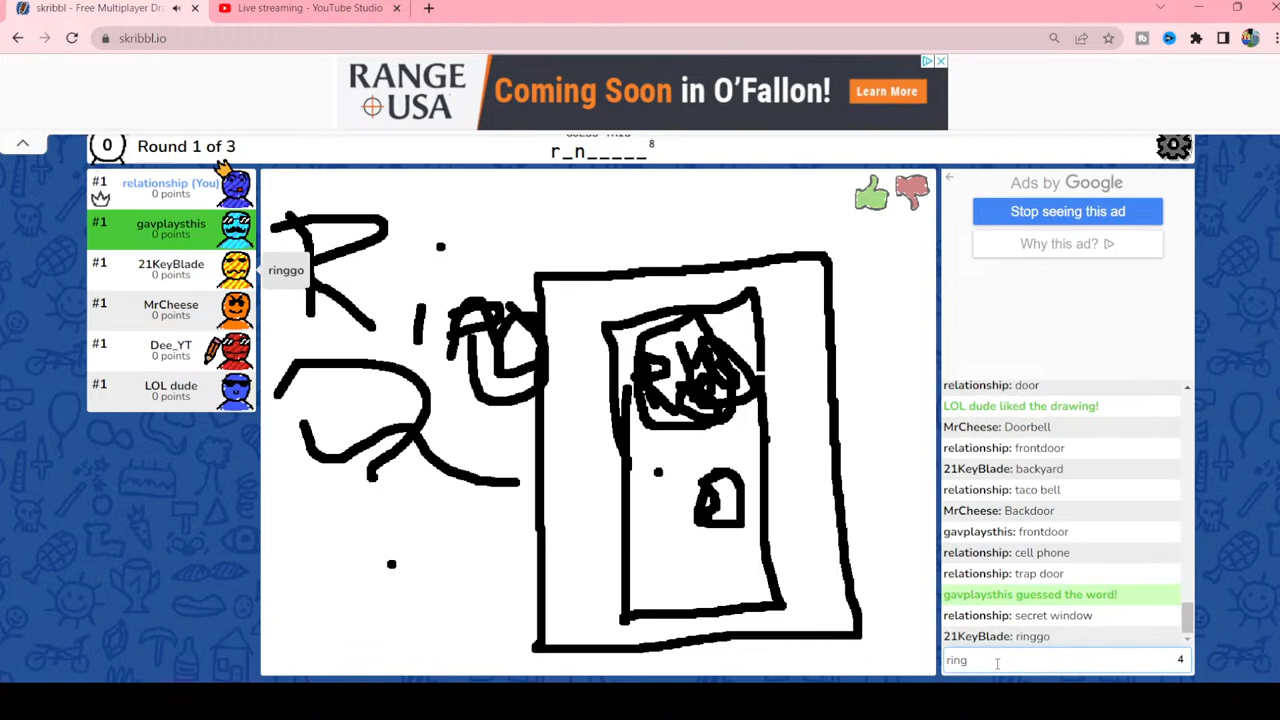 skribbl - Free Multiplayer Dra
Live streaming - YouTube Studio
skribbl.io
RANGE USA
Coming Soon in O'Fallon!
Learn More
0
Round 1 of 3
GUESS THIS
r_n_____ 8
#1 relationship (You)
0 points
#1 gavplaysthis
0 points
#1 21KeyBlade
0 points
#1 MrCheese
0 points
#1 Dee_YT
0 points
#1 LOL dude
0 points
ringgo
R
Ads by Google
Stop seeing this ad
Why this ad?
relationship: door
LOL dude liked the drawing!
MrCheese: Doorbell
relationship: frontdoor
21KeyBlade: backyard
relationship: taco bell
MrCheese: Backdoor
gavplaysthis: frontdoor
relationship: cell phone
relationship: trap door
gavplaysthis guessed the word!
relationship: secret window
21KeyBlade: ringgo
ring 4